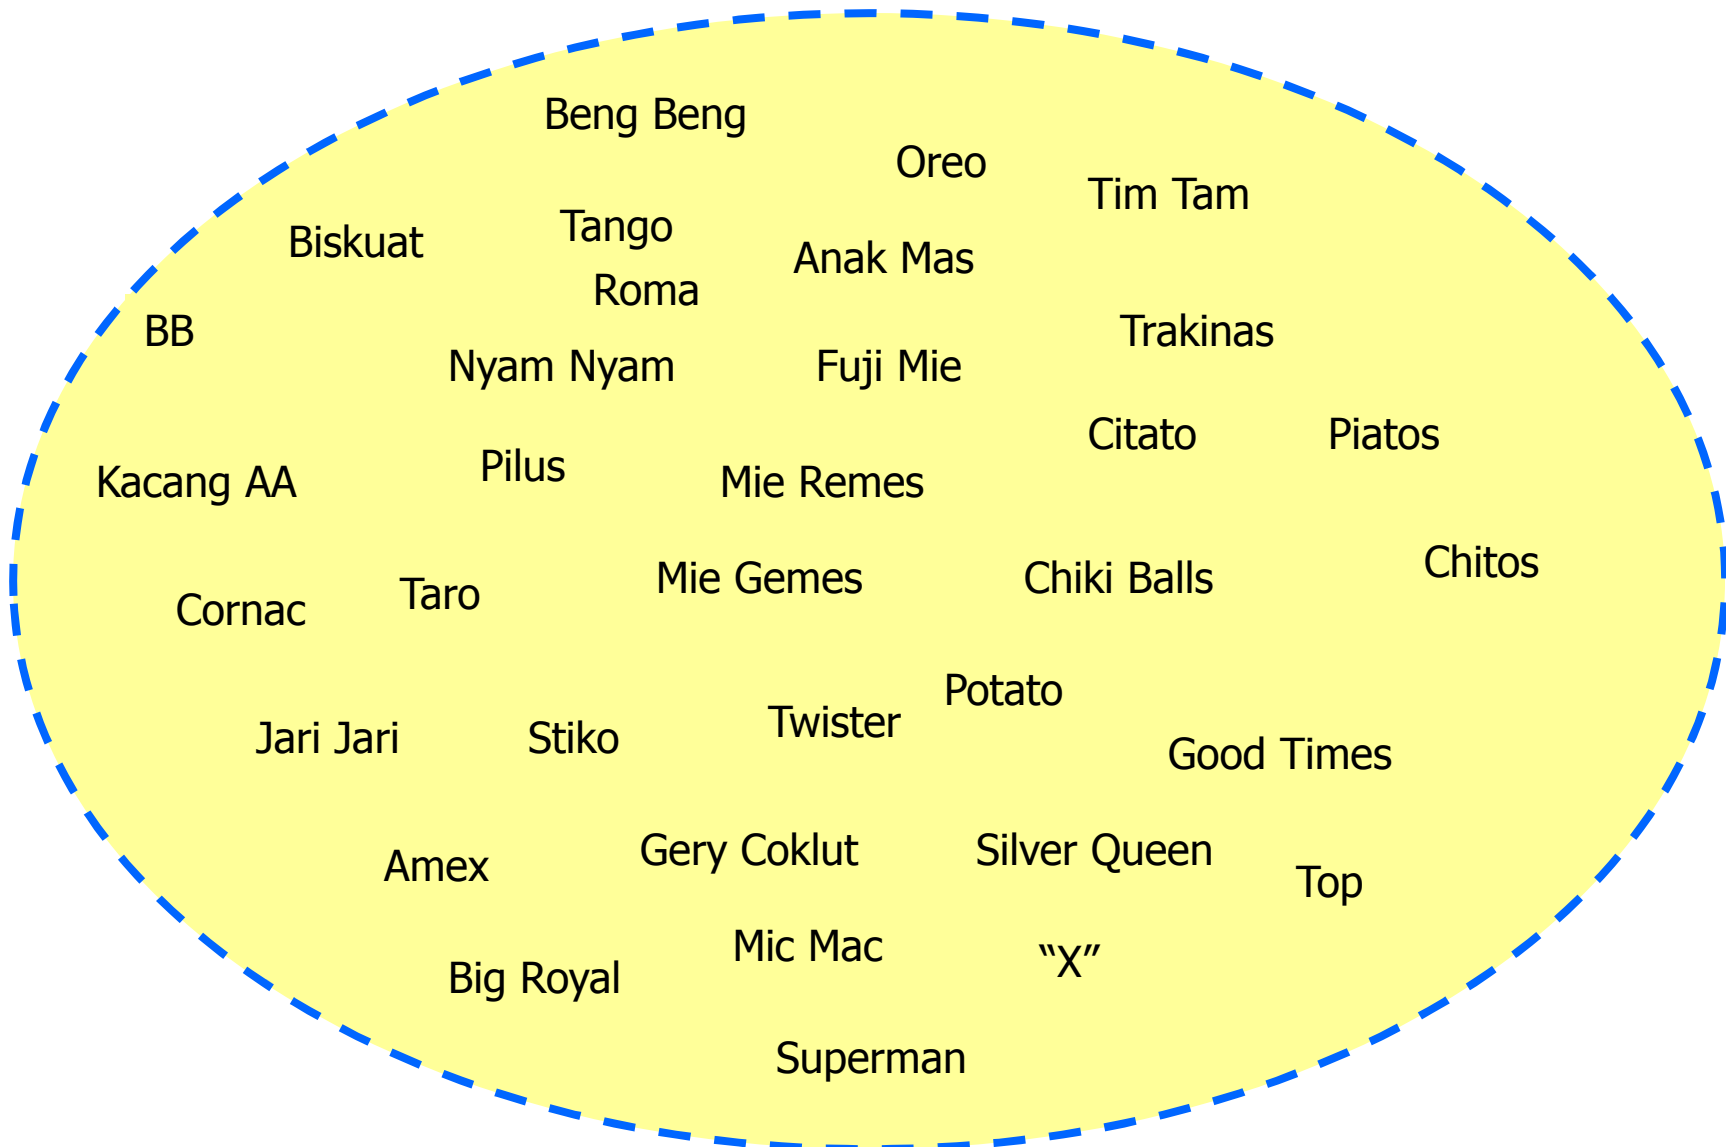 Beng Beng
Oreo
Tim Tam
Tango
Biskuat
Anak Mas
Roma
BB
Trakinas
Nyam Nyam
Fuji Mie
Citato
Piatos
Pilus
Kacang AA
Mie Remes
Chitos
Mie Gemes
Chiki Balls
Taro
Cornac
Potato
Twister
Jari Jari
Stiko
Good Times
Gery Coklut
Silver Queen
Amex
Top
Mic Mac
“X”
Big Royal
Superman